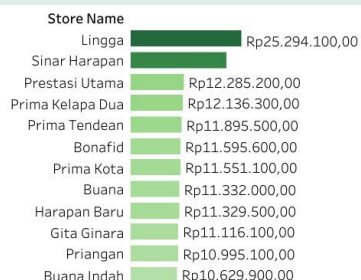 Store Name
Lingga Rp25.294.100,00
Sinar Harapan
Prestasi Utama Rp12.285.200,00
Prima Kelapa Dua Rp12.136.300,00
Prima Tendean Rp11.895.500,00
Bonafid Rp11.595.600,00
Prima Kota Rp11.551.100,00
Buana Rp11.332.000,00
Harapan Baru Rp11.329.500,00
Gita Ginara Rp11.116.100,00
Priangan Rp10.995.100,00
Buana Indah Rp10.629.900,00